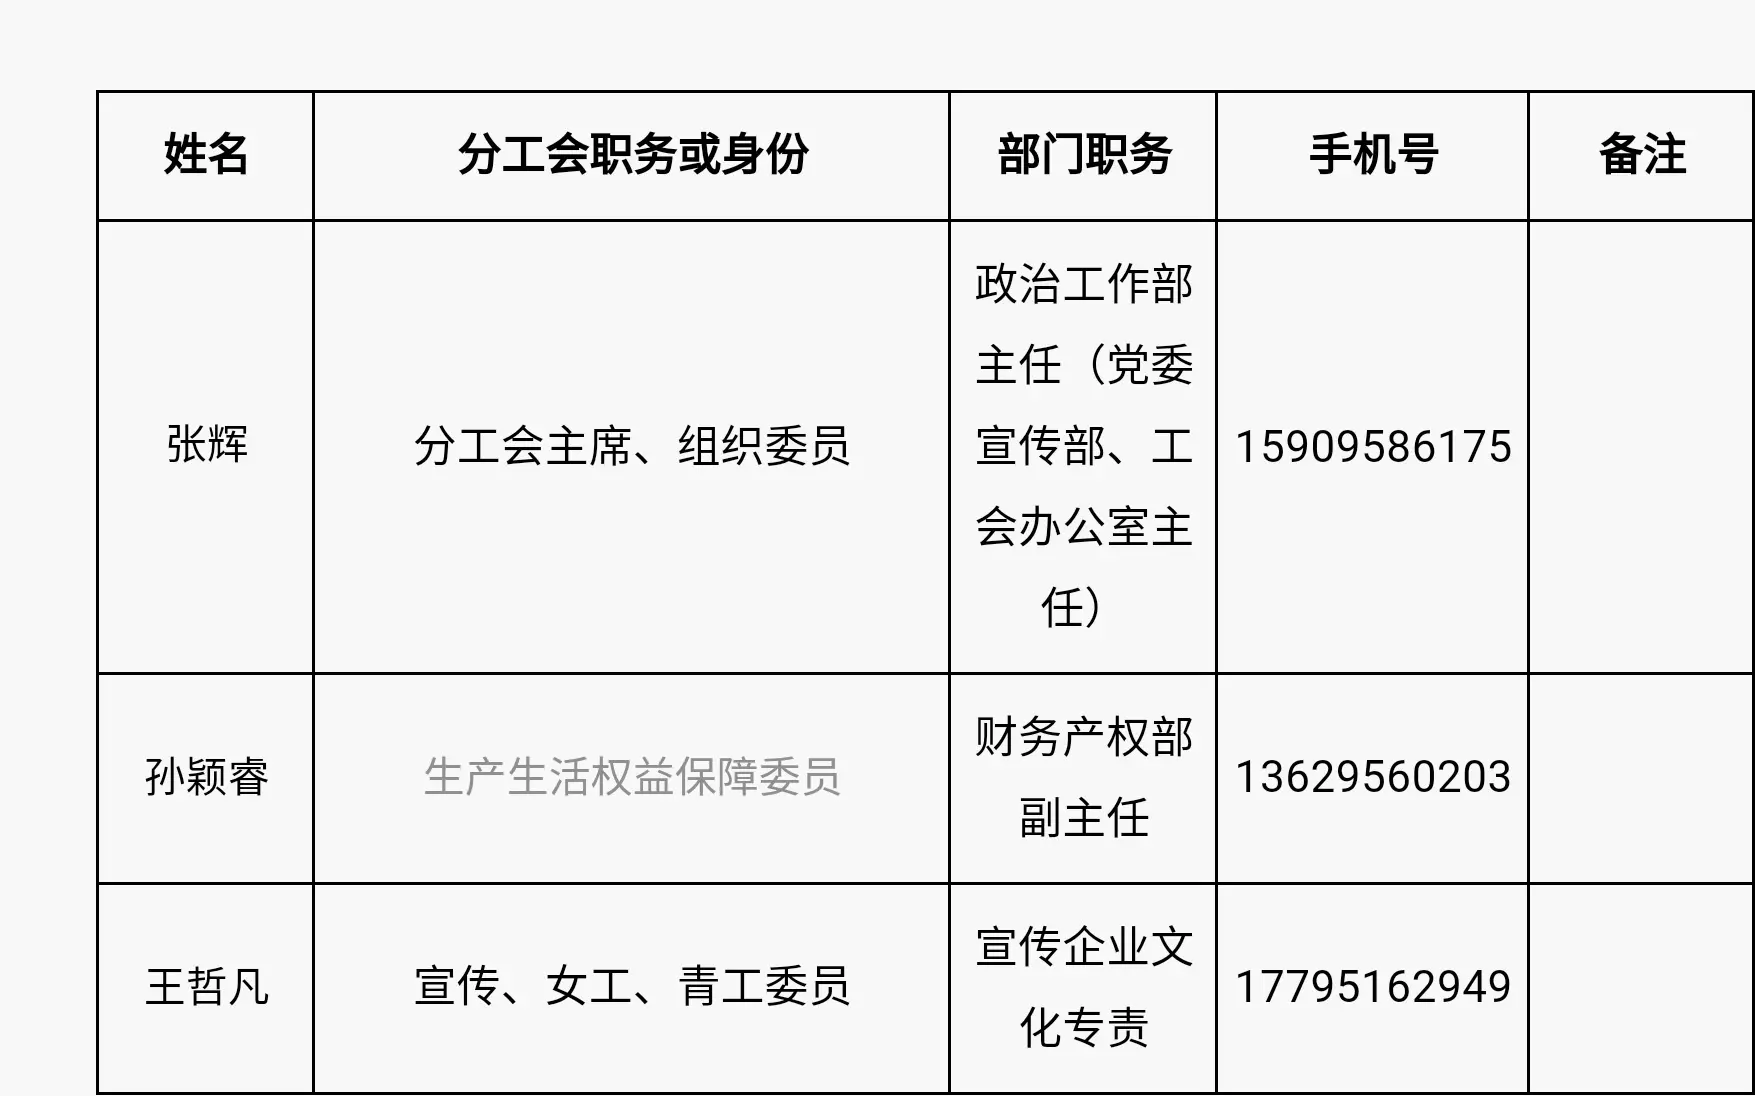 姓名 分工会职务或身份 部门职务 手机号 备注
政治工作部
主任（党委
张辉 分工会主席、组织委员 宣传部、工 15909586175
会办公室主
任）
财务产权部
孙颖睿 生产生活权益保障委员 13629560203
副主任
宣传企业文
王哲凡 宣传、女工、青工委员 17795162949
化专责